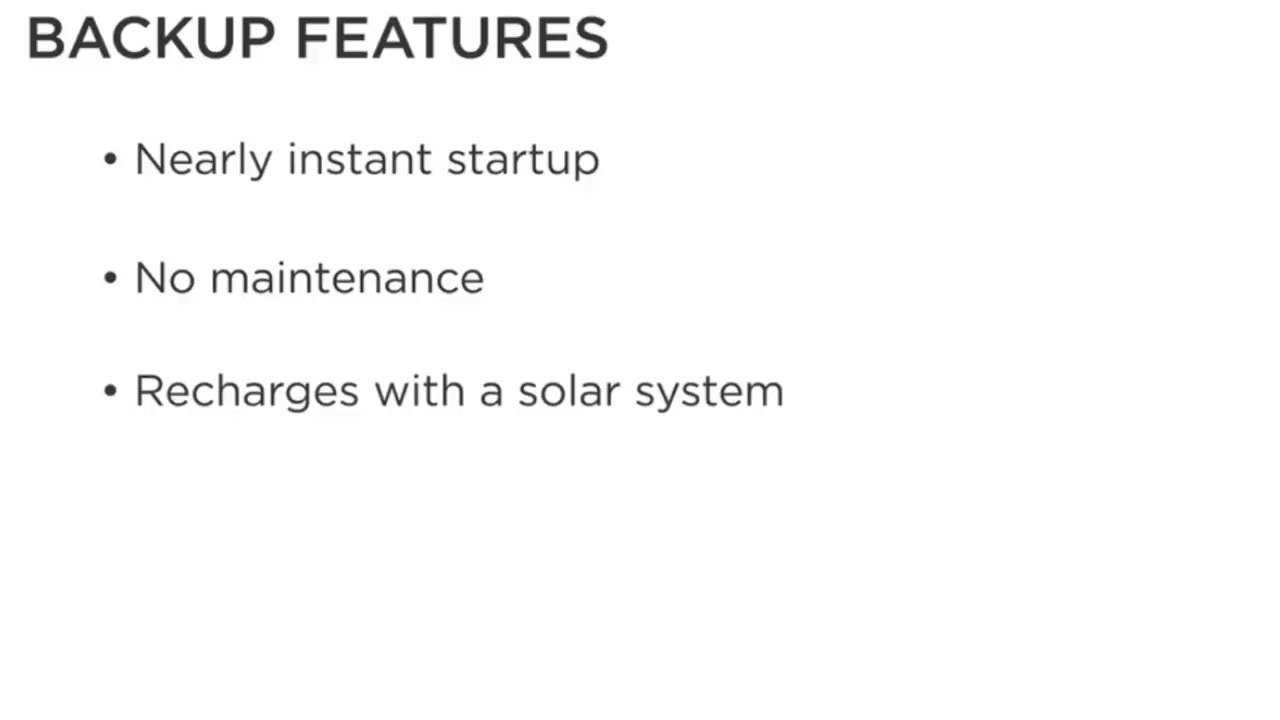 BACKUP FEATURES
• Nearly instant startup
• No maintenance
• Recharges with a solar system